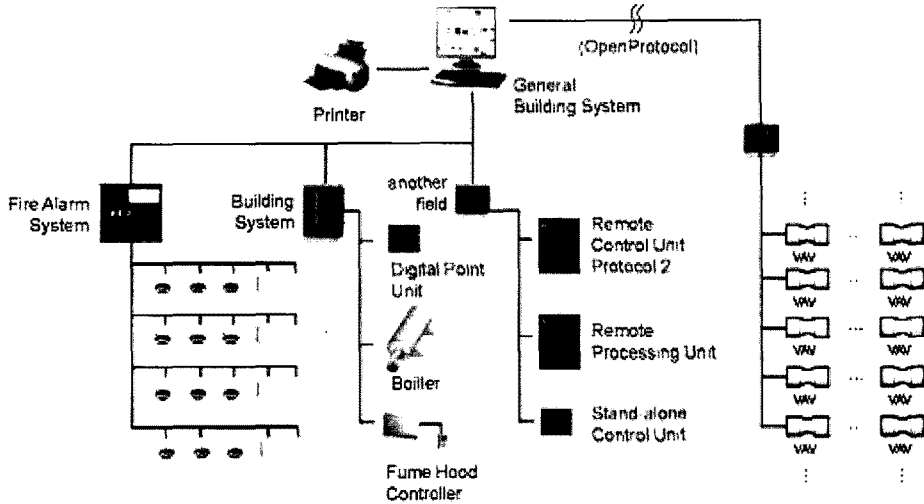 (OpenProtocol)
General
Building System
Printer
Fire Alarm
System
Building
System
another
field
Digital Point
Unit
Boiller
Fume Hood
Controller
Remote
Control Unit
Protocol 2
Remote
Processing Unit
Stand-alone
Control Unit
VAV VAV
VAV VAV
VAV VAV
VAV VAV
VAV VAV